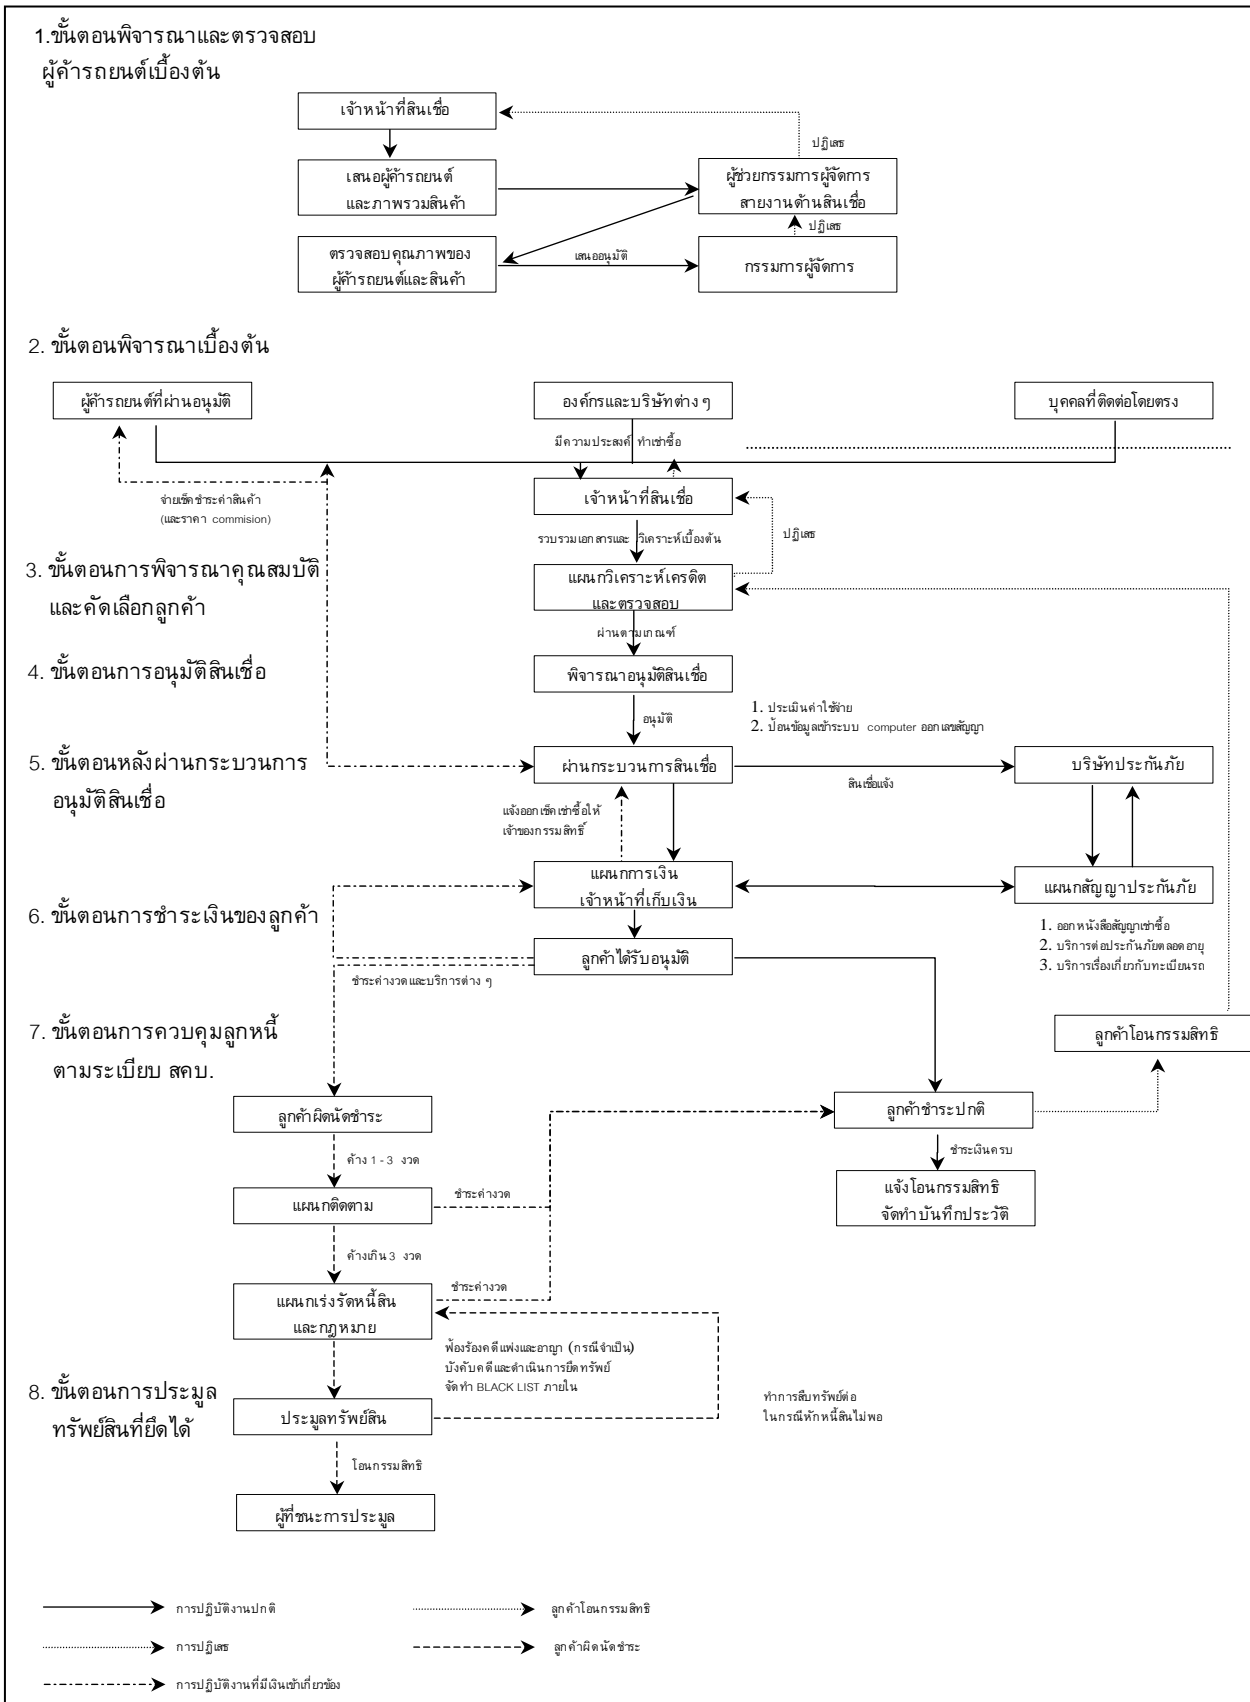 1.ขั้นตอนพิจารณาและตรวจสอบ
ผู้ค้ารถยนต์เบื้องต้น
เจ้าหน้าที่สินเชื่อ
ปฏิเสธ
เสนอผู้ค้ารถยนต์
และภาพรวมสินค้า
ผู้ช่วยกรรมการผู้จัดการ
สายงานด้านสินเชื่อ
ปฏิเสธ
ตรวจสอบคุณภาพของ
ผู้ค้ารถยนต์และสินค้า
เสนออนุมัติ
กรรมการผู้จัดการ
2. ขั้นตอนพิจารณาเบื้องต้น
ผู้ค้ารถยนต์ที่ผ่านอนุมัติ
องค์กรและบริษัทต่าง ๆ
บุคคลที่ติดต่อโดยตรง
มีความประสงค์ ทำเช่าซื้อ
เจ้าหน้าที่สินเชื่อ
จ่ายเช็คชำระค่าสินค้า
(และราคา commision)
รวบรวมเอกสารและ วิเคราะห์เบื้องต้น
ปฏิเสธ
3. ขั้นตอนการพิจารณาคุณสมบัติ
และคัดเลือกลูกค้า
แผนกวิเคราะห์เครดิต
และตรวจสอบ
ผ่านตามเกณฑ์
4. ขั้นตอนการอนุมัติสินเชื่อ
พิจารณาอนุมัติสินเชื่อ
อนุมัติ
1. ประเมินค่าใช้จ่าย
2. ป้อนข้อมูลเข้าระบบ computer ออกเลขสัญญา
5. ขั้นตอนหลังผ่านกระบวนการ
อนุมัติสินเชื่อ
ผ่านกระบวนการสินเชื่อ
สินเชื่อแจ้ง
บริษัทประกันภัย
แจ้งออกเช็คเช่าซื้อให้
เจ้าของกรรมสิทธิ์
แผนกการเงิน
เจ้าหน้าที่เก็บเงิน
แผนกสัญญาประกันภัย
6. ขั้นตอนการชำระเงินของลูกค้า
1. ออกหนังสือสัญญาเช่าซื้อ
2. บริการต่อประกันภัยตลอดอายุ
3. บริการเรื่องเกี่ยวกับทะเบียนรถ
ลูกค้าได้รับอนุมัติ
ชำระค่างวดและบริการต่าง ๆ
7. ขั้นตอนการควบคุมลูกหนี้
ตามระเบียบ สคบ.
ลูกค้าโอนกรรมสิทธิ
ลูกค้าผิดนัดชำระ
ลูกค้าชำระปกติ
ค้าง 1 - 3 งวด
ชำระเงินครบ
แผนกติดตาม
ชำระค่างวด
แจ้งโอนกรรมสิทธิ
จัดทำบันทึกประวัติ
ค้างเกิน 3 งวด
แผนกเร่งรัดหนี้สิน
และกฎหมาย
ชำระค่างวด
ฟ้องร้องคดีแพ่งและอาญา (กรณีจำเป็น)
บังคับคดีและดำเนินการยึดทรัพย์
จัดทำ BLACK LIST ภายใน
8. ขั้นตอนการประมูล
ทรัพย์สินที่ยึดได้
ประมูลทรัพย์สิน
ทำการสืบทรัพย์ต่อ
ในกรณีหักหนี้สินไม่พอ
โอนกรรมสิทธิ
ผู้ที่ชนะการประมูล
การปฏิบัติงานปกติ
ลูกค้าโอนกรรมสิทธิ
การปฏิเสธ
ลูกค้าผิดนัดชำระ
การปฏิบัติงานที่มีเงินเข้าเกี่ยวข้อง